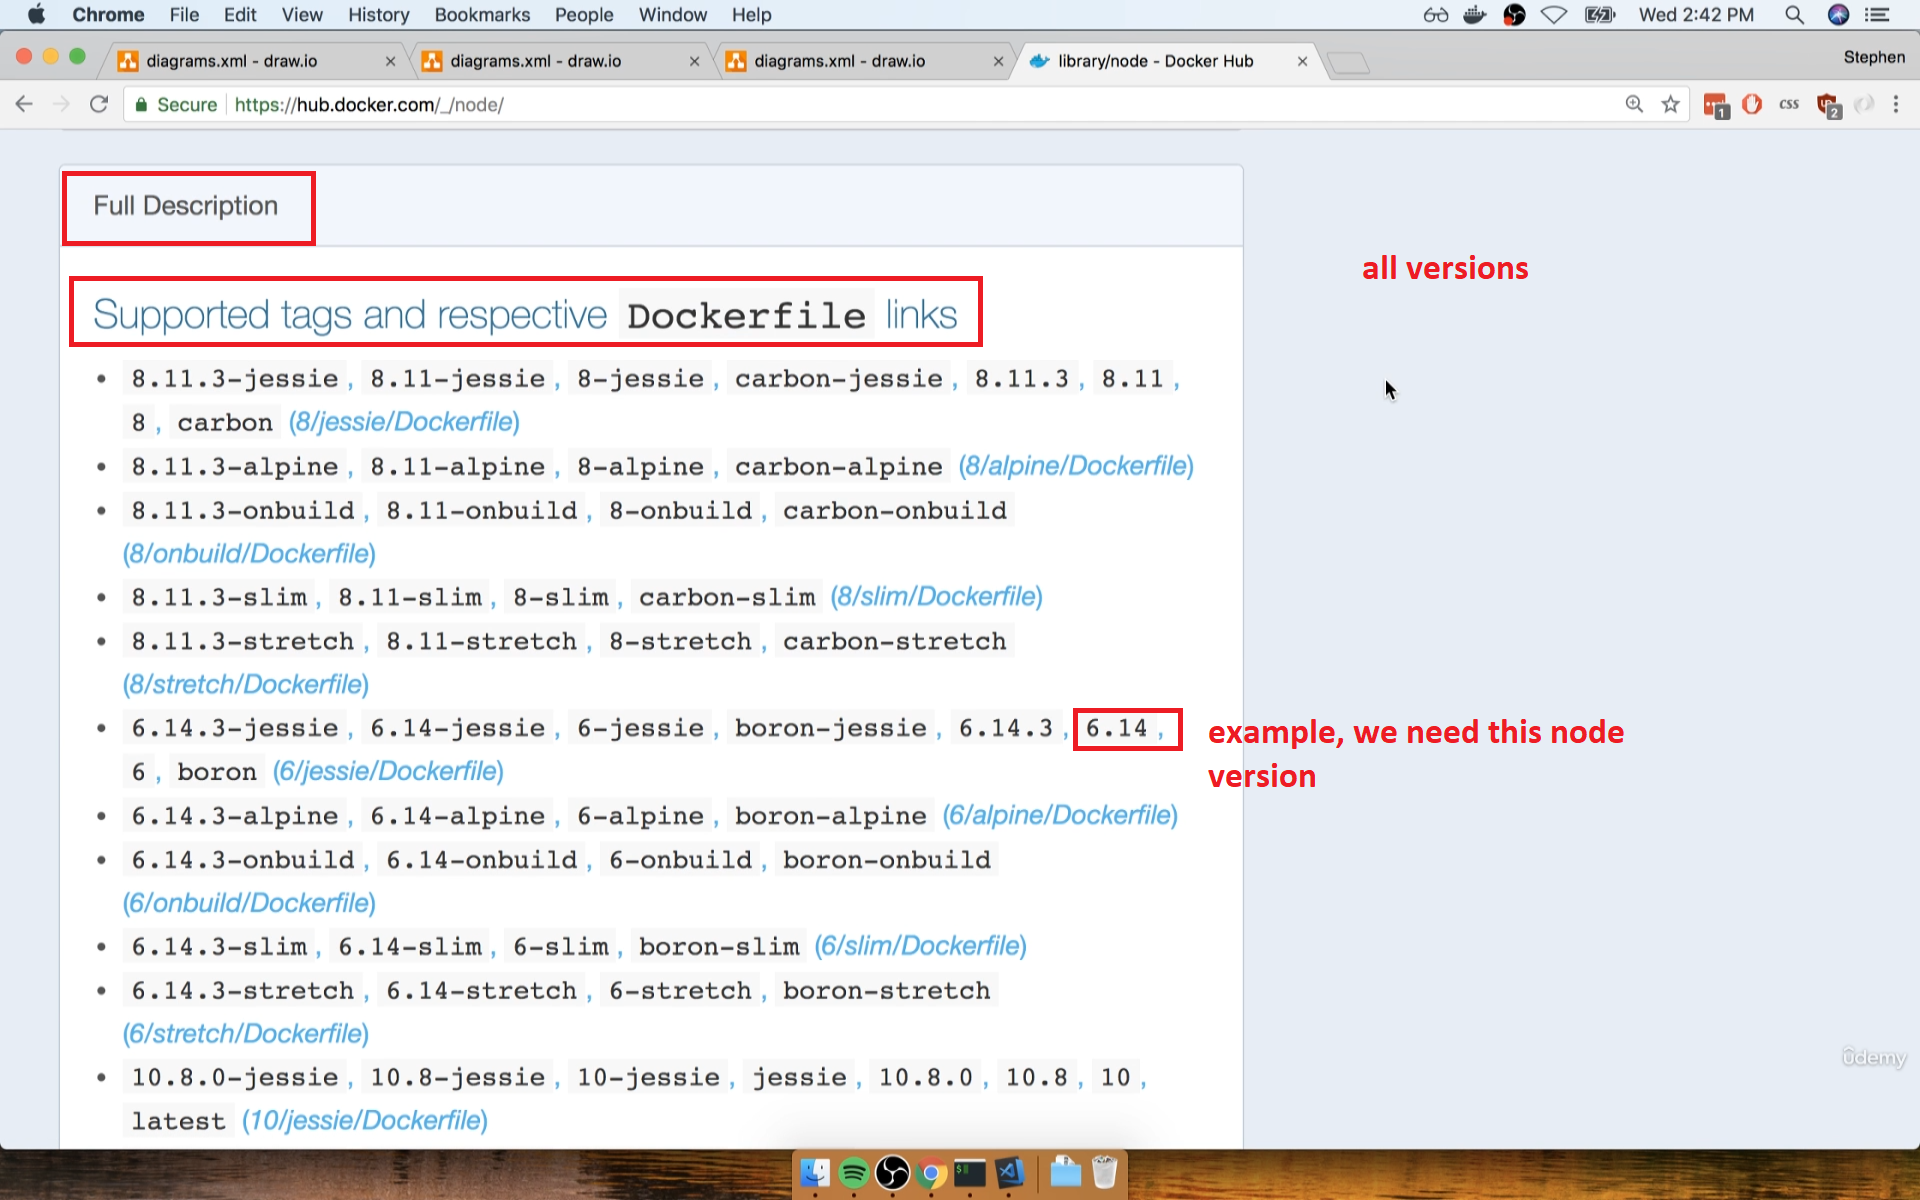 Chrome File Edit View History Bookmarks People Window Help Wed 2:42 PM
diagrams.xml - draw.io diagrams.xml - draw.io diagrams.xml - draw.io library/node - Docker Hub Stephen
Secure https://hub.docker.com/_/node/ 1 css 2
Full Description
all versions
Supported tags and respective Dockerfile links
8.11.3-jessie, 8.11-jessie, 8-jessie, carbon-jessie, 8.11.3, 8.11,
8, carbon (8/jessie/Dockerfile)
8.11.3-alpine, 8.11-alpine, 8-alpine, carbon-alpine (8/alpine/Dockerfile)
8.11.3-onbuild, 8.11-onbuild, 8-onbuild, carbon-onbuild
(8/onbuild/Dockerfile)
8.11.3-slim, 8.11-slim, 8-slim, carbon-slim (8/slim/Dockerfile)
8.11.3-stretch, 8.11-stretch, 8-stretch, carbon-stretch
(8/stretch/Dockerfile)
6.14.3-jessie, 6.14-jessie, 6-jessie, boron-jessie, 6.14.3, 6.14,
6, boron (6/jessie/Dockerfile)
example, we need this node
version
6.14.3-alpine, 6.14-alpine, 6-alpine, boron-alpine (6/alpine/Dockerfile)
6.14.3-onbuild, 6.14-onbuild, 6-onbuild, boron-onbuild
(6/onbuild/Dockerfile)
6.14.3-slim, 6.14-slim, 6-slim, boron-slim (6/slim/Dockerfile)
6.14.3-stretch, 6.14-stretch, 6-stretch, boron-stretch
(6/stretch/Dockerfile)
10.8.0-jessie, 10.8-jessie, 10-jessie, jessie, 10.8.0, 10.8, 10,
latest (10/jessie/Dockerfile)
ûdemy